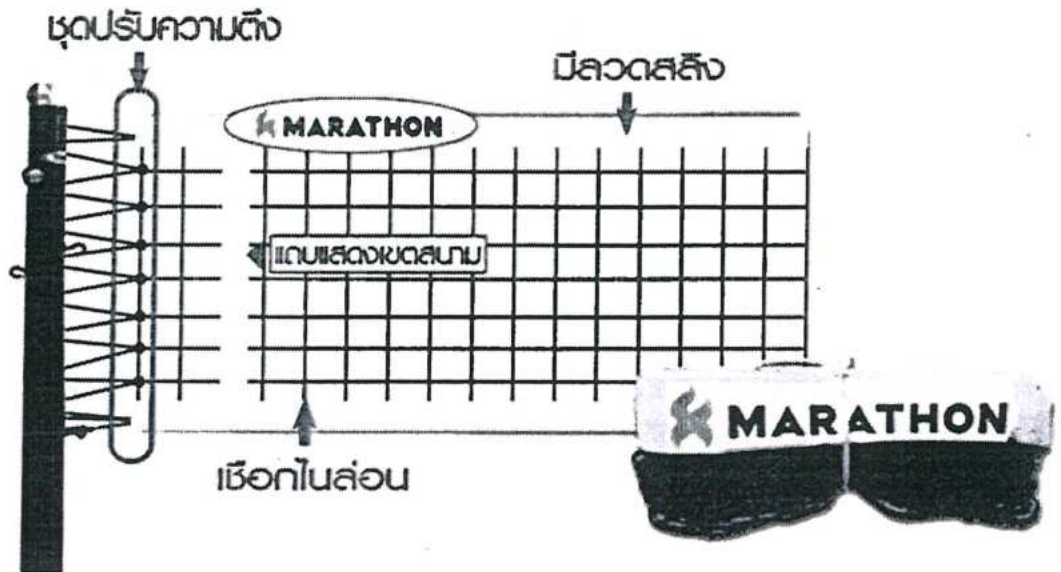 ชุดปรับความตึง
มีลวดสลิง
MARATHON
แถบแสดงเขตสนาม
MARATHON
เชือกไนล่อน